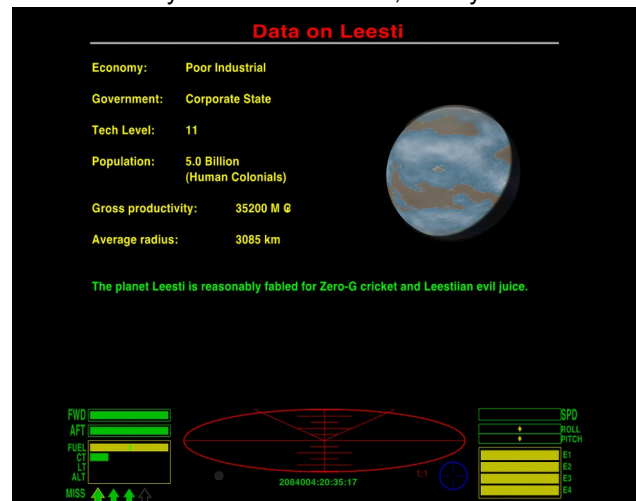 Data on Leesti
Economy: Poor Industrial
Government: Corporate State
Tech Level: 11
Population: 5.0 Billion
(Human Colonials)
Gross productivity: 35200 M ₢
Average radius: 3085 km
The planet Leesti is reasonably fabled for Zero-G cricket and Leestiian evil juice.
FWD
AFT
FUEL
CT
LT
ALT
MISS
2084004:20:35:17
1:1
SPD
ROLL
PITCH
E1
E2
E3
E4